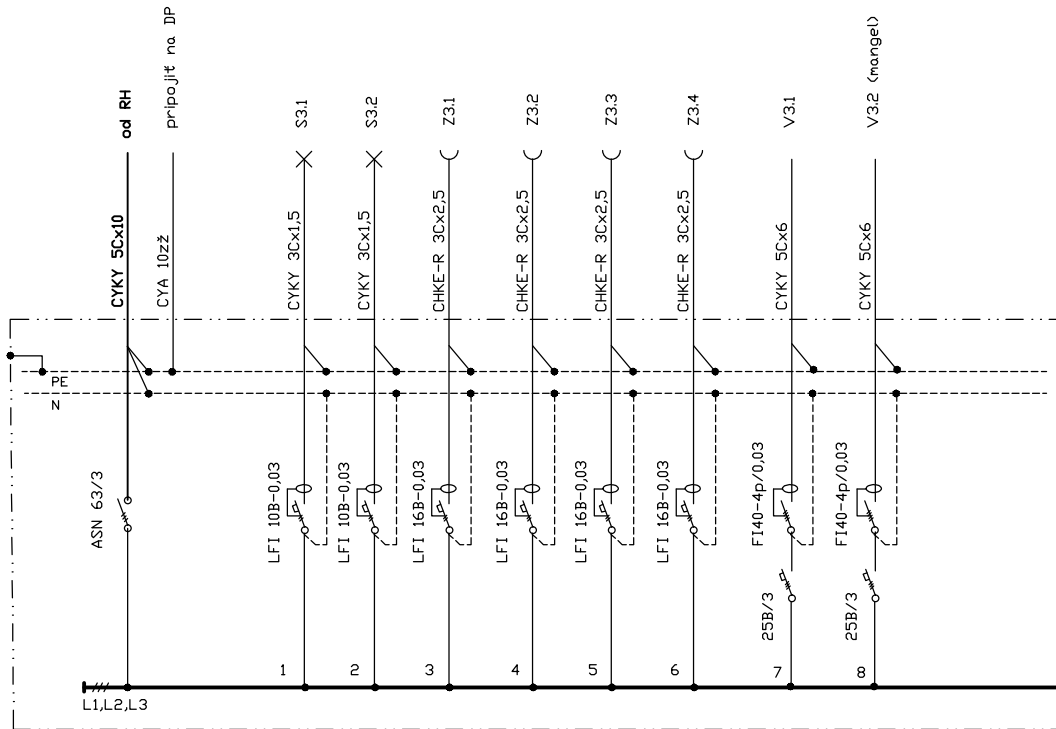 od RH
pripojiť na DP
S3.1
S3.2
Z3.1
Z3.2
Z3.3
Z3.4
V3.1
V3.2 (mangel)
CYKY 5Cx10
CYA 10zž
CYKY 3Cx1,5
CYKY 3Cx1,5
CHKE-R 3Cx2,5
CHKE-R 3Cx2,5
CHKE-R 3Cx2,5
CHKE-R 3Cx2,5
CYKY 5Cx6
CYKY 5Cx6
PE
N
ASN 63/3
LFI 10B-0,03
LFI 10B-0,03
LFI 16B-0,03
LFI 16B-0,03
LFI 16B-0,03
LFI 16B-0,03
FI40-4p/0,03
FI40-4p/0,03
25B/3
25B/3
1
2
3
4
5
6
7
8
L1,L2,L3